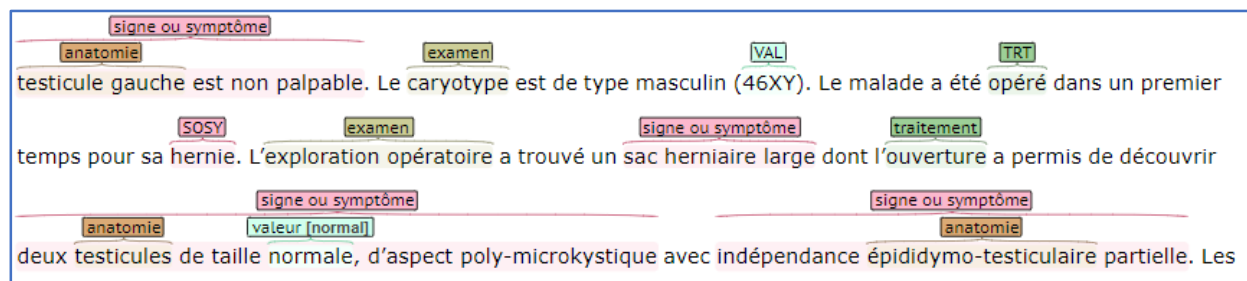 signe ou symptôme
anatomie examen VAL TRT
testicule gauche est non palpable. Le caryotype est de type masculin (46XY). Le malade a été opéré dans un premier
SOSY examen signe ou symptôme traitement
temps pour sa hernie. L’exploration opératoire a trouvé un sac herniaire large dont l’ouverture a permis de découvrir
signe ou symptôme signe ou symptôme
anatomie valeur [normal] anatomie
deux testicules de taille normale, d’aspect poly-microkystique avec indépendance épididymo-testiculaire partielle. Les